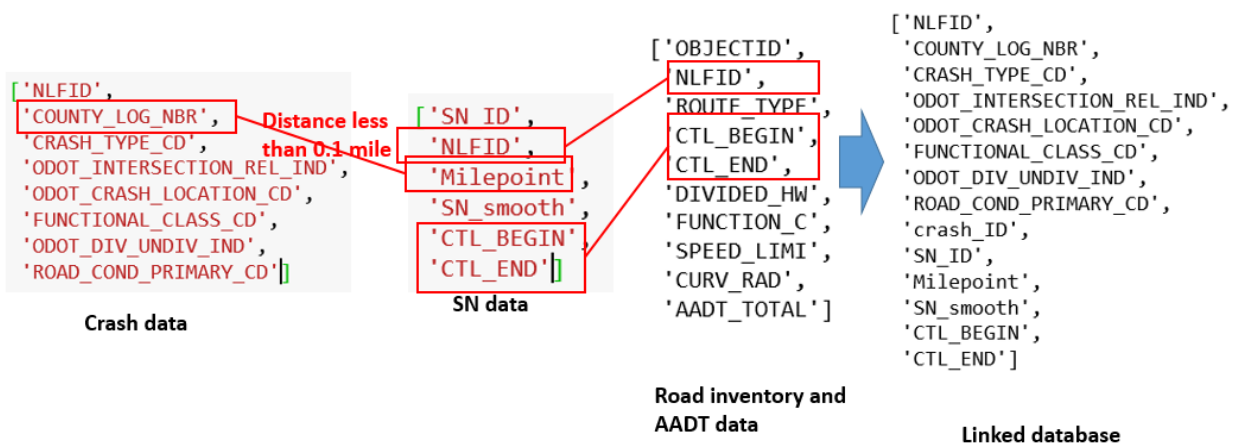 ['NLFID',
'COUNTY_LOG_NBR',
'CRASH_TYPE_CD',
'ODOT_INTERSECTION_REL_IND',
'ODOT_CRASH_LOCATION_CD',
'FUNCTIONAL_CLASS_CD',
'ODOT_DIV_UNDIV_IND',
'ROAD_COND_PRIMARY_CD']
Crash data
Distance less
than 0.1 mile
['SN_ID',
'NLFID',
'Milepoint',
'SN_smooth',
'CTL_BEGIN',
'CTL_END']
SN data
['OBJECTID',
'NLFID',
'ROUTE_TYPE',
'CTL_BEGIN',
'CTL_END',
'DIVIDED_HW',
'FUNCTION_C',
'SPEED_LIMI',
'CURV_RAD',
'AADT_TOTAL']
Road inventory and
AADT data
['NLFID',
'COUNTY_LOG_NBR',
'CRASH_TYPE_CD',
'ODOT_INTERSECTION_REL_IND',
'ODOT_CRASH_LOCATION_CD',
'FUNCTIONAL_CLASS_CD',
'ODOT_DIV_UNDIV_IND',
'ROAD_COND_PRIMARY_CD',
'crash_ID',
'SN_ID',
'Milepoint',
'SN_smooth',
'CTL_BEGIN',
'CTL_END']
Linked database